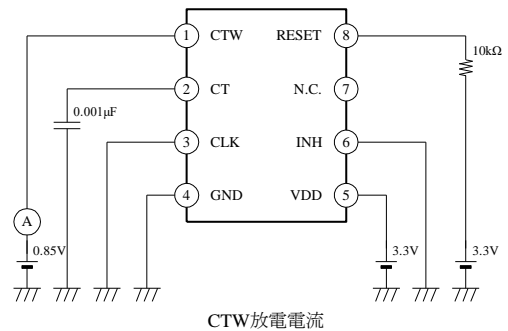 1 CTW RESET 8
10kΩ
2 CT N.C. 7
0.001μF
3 CLK INH 6
4 GND VDD 5
A
0.85V 3.3V 3.3V
CTW放電電流